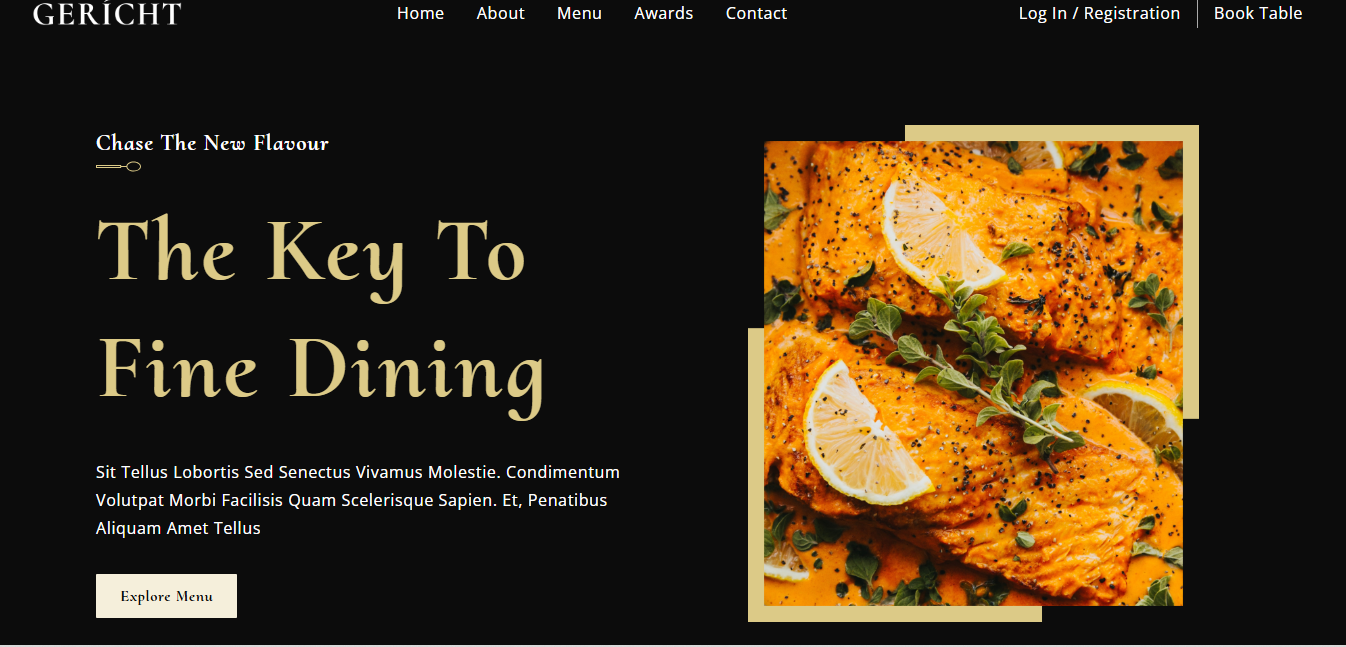 GERÍCHT
Home About Menu Awards Contact
Log In / Registration Book Table
Chase The New Flavour
The Key To
Fine Dining
Sit Tellus Lobortis Sed Senectus Vivamus Molestie. Condimentum
Volutpat Morbi Facilisis Quam Scelerisque Sapien. Et, Penatibus
Aliquam Amet Tellus
Explore Menu